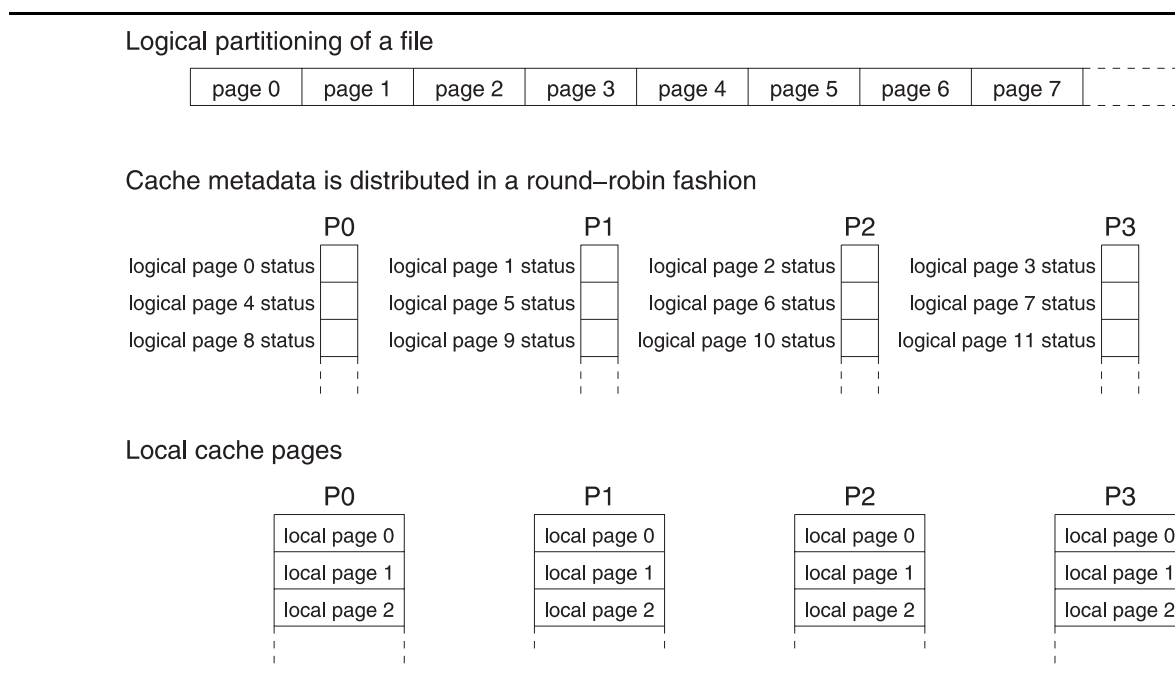 Logical partitioning of a file
page 0 page 1 page 2 page 3 page 4 page 5 page 6 page 7
Cache metadata is distributed in a round–robin fashion
P0 P1 P2 P3
logical page 0 status logical page 1 status logical page 2 status logical page 3 status
logical page 4 status logical page 5 status logical page 6 status logical page 7 status
logical page 8 status logical page 9 status logical page 10 status logical page 11 status
Local cache pages
P0 P1 P2 P3
local page 0 local page 0 local page 0 local page 0
local page 1 local page 1 local page 1 local page 1
local page 2 local page 2 local page 2 local page 2